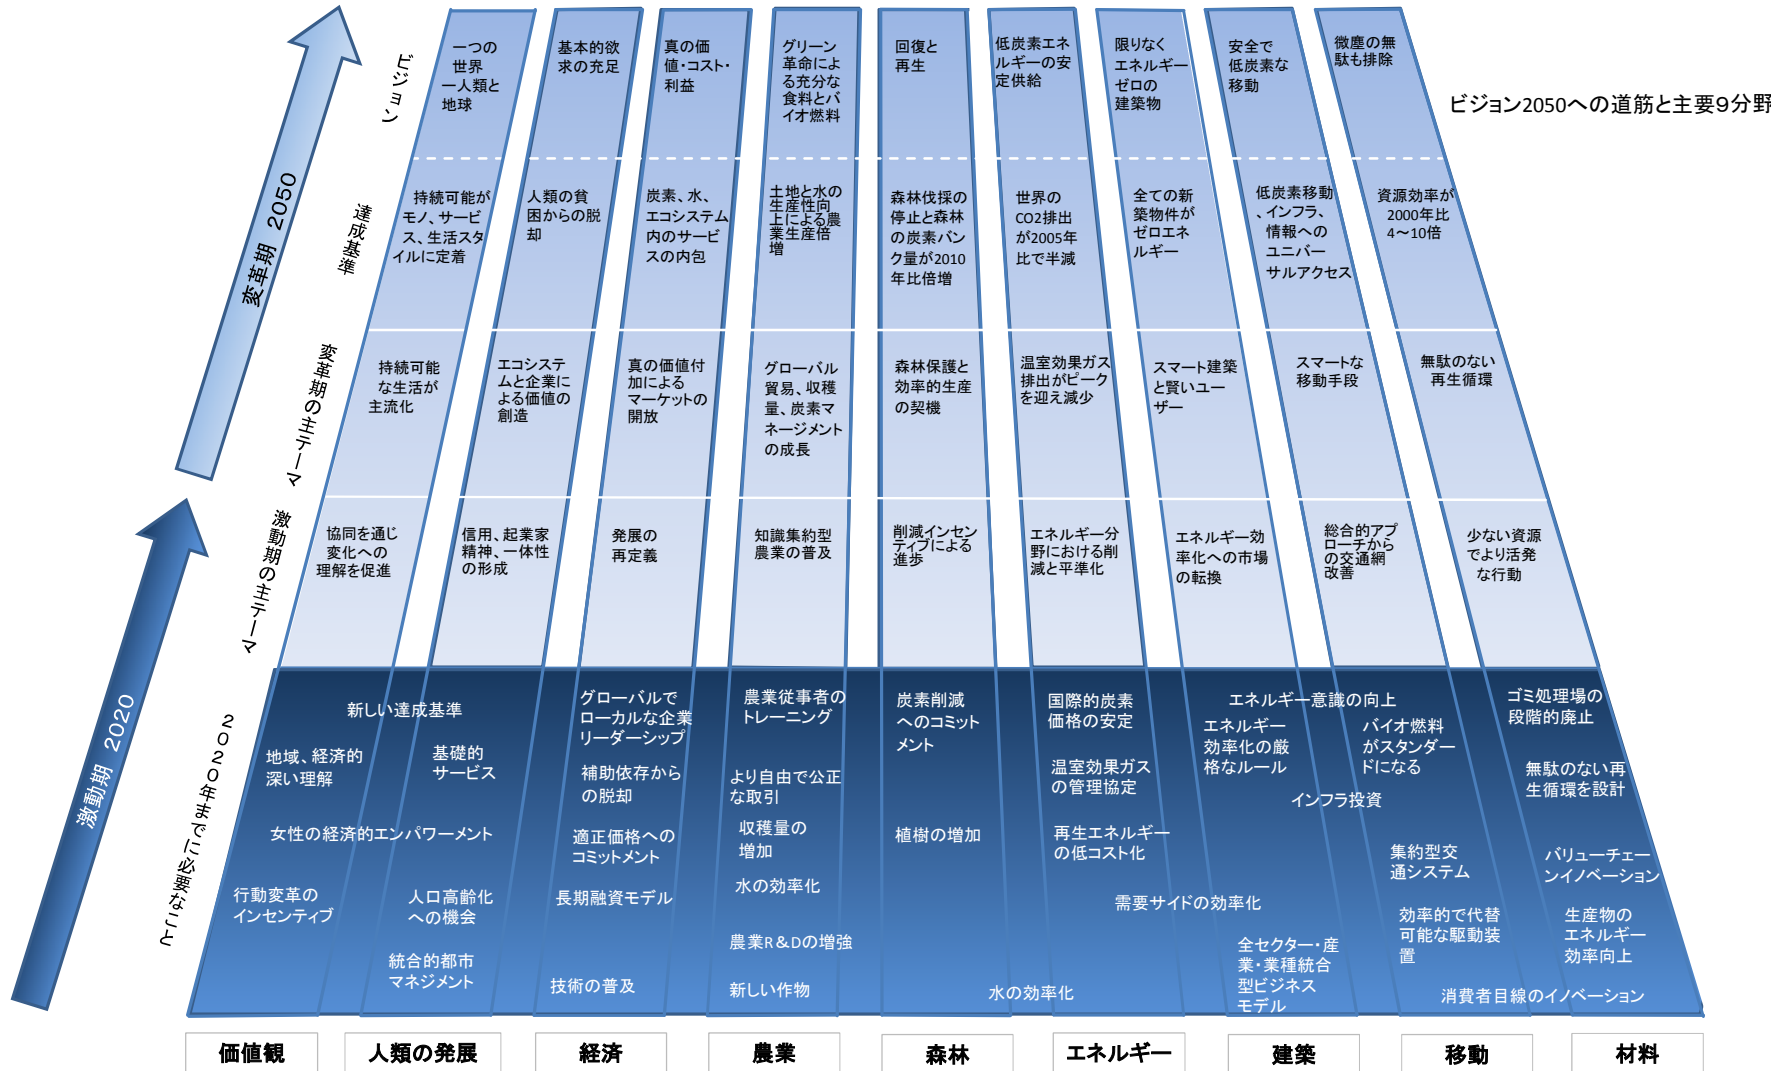 ビジョン2050への道筋と主要9分野
変革期 2050
激動期 2020
ビジョン
一つの
世界
一人類と
地球
基本的欲
求の充足
真の価
値・コスト・
利益
グリーン
革命によ
る充分な
食料とバ
イオ燃料
回復と
再生
低炭素エネ
ルギーの安
定供給
限りなく
エネルギー
ゼロの
建築物
安全で
低炭素な
移動
微塵の無
駄も排除
達成基準
持続可能が
モノ、サービ
ス、生活スタ
イルに定着
人類の貧
困からの脱
却
炭素、水、
エコシステム
内のサービ
スの内包
土地と水の
生産性向
上による農
業生産倍
増
森林伐採の
停止と森林
の炭素バン
ク量が2010
年比倍増
世界の
CO2排出
が2005年
比で半減
全ての新
築物件が
ゼロエネ
ルギー
低炭素移動
、インフラ、
情報への
ユニバー
サルアクセス
資源効率が
2000年比
4～10倍
変革期の主テーマ
持続可能
な生活が
主流化
エコシステ
ムと企業に
よる価値の
創造
真の価値付
加による
マーケットの
開放
グローバル
貿易、収穫
量、炭素マ
ネージメント
の成長
森林保護と
効率的生産
の契機
温室効果ガス
排出がピーク
を迎え減少
スマート建築
と賢いユー
ザー
スマートな
移動手段
無駄のない
再生循環
激動期の主テーマ
協同を通じ
変化への
理解を促進
信用、起業家
精神、一体性
の形成
発展の
再定義
知識集約型
農業の普及
削減インセン
ティブによる
進歩
エネルギー分
野における削
減と平準化
エネルギー効
率化への市場
の転換
総合的アプ
ローチから
の交通網
改善
少ない資源
でより活発
な行動
2020年までに必要なこと
新しい達成基準
地域、経済的
深い理解
基礎的
サービス
女性の経済的エンパワーメント
行動変革の
インセンティブ
人口高齢化
への機会
統合的都市
マネジメント
グローバルで
ローカルな企業
リーダーシップ
補助依存から
の脱却
適正価格への
コミットメント
長期融資モデル
技術の普及
農業従事者の
トレーニング
より自由で公正
な取引
収穫量の
増加
水の効率化
農業R&Dの増強
新しい作物
炭素削減
へのコミット
メント
植樹の増加
水の効率化
国際的炭素
価格の安定
温室効果ガス
の管理協定
再生エネルギー
の低コスト化
需要サイドの効率化
エネルギー意識の向上
エネルギー
効率化の厳
格なルール
インフラ投資
全セクター・産
業・業種統合
型ビジネス
モデル
バイオ燃料
がスタンダー
ドになる
集約型交
通システム
効率的で代替
可能な駆動装
置
ゴミ処理場の
段階的廃止
無駄のない再
生循環を設計
バリューチェー
ンイノベーション
生産物の
エネルギー
効率向上
消費者目線のイノベーション
価値観
人類の発展
経済
農業
森林
エネルギー
建築
移動
材料